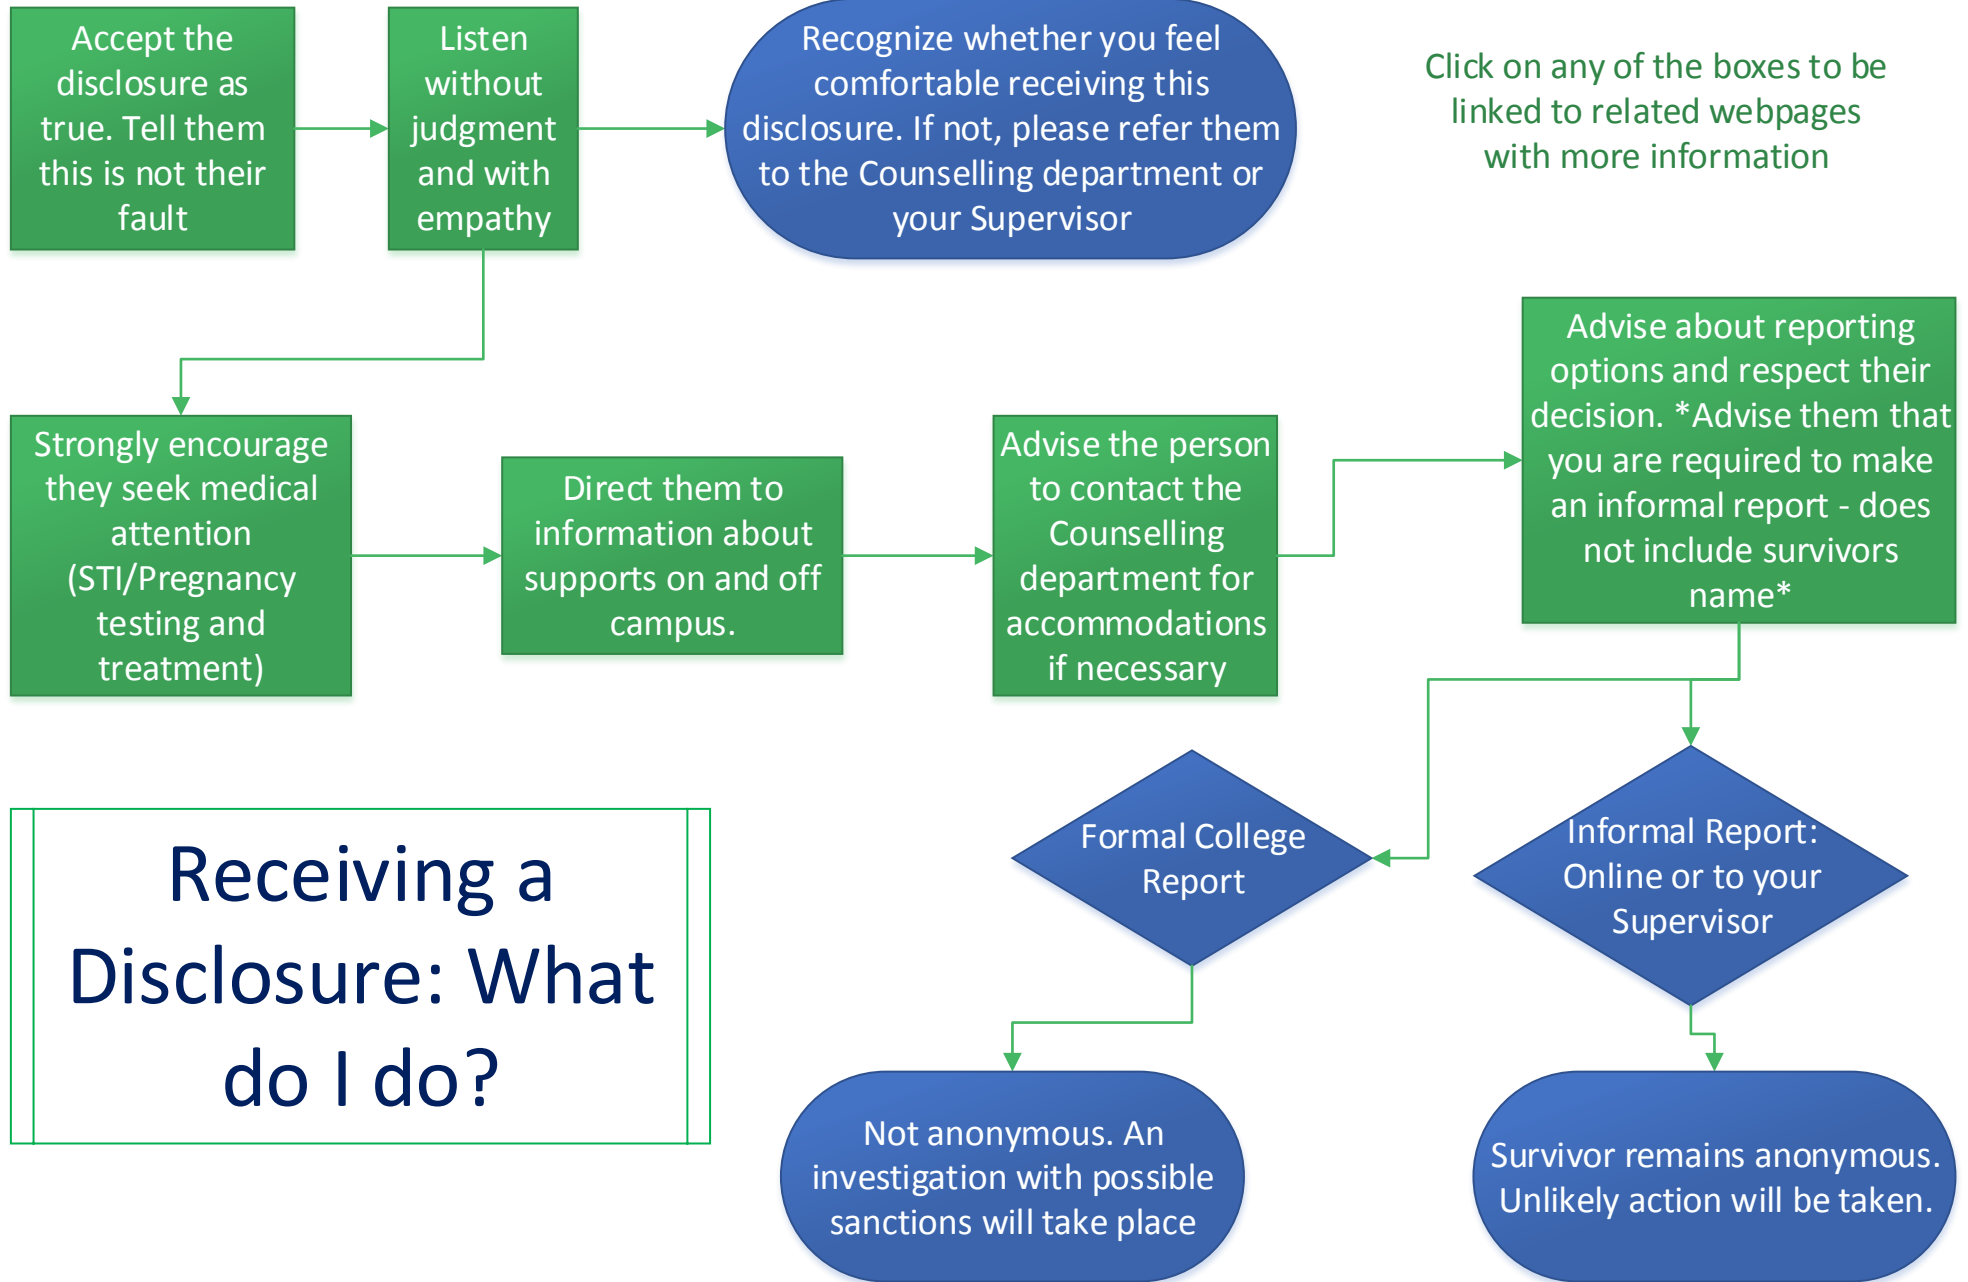 Accept the
disclosure as
true. Tell them
this is not their
fault
Listen
without
judgment
and with
empathy
Recognize whether you feel
comfortable receiving this
disclosure. If not, please refer them
to the Counselling department or
your Supervisor
Click on any of the boxes to be
linked to related webpages
with more information
Strongly encourage
they seek medical
attention
(STI/Pregnancy
testing and
treatment)
Direct them to
information about
supports on and off
campus.
Advise the person
to contact the
Counselling
department for
accommodations
if necessary
Advise about reporting
options and respect their
decision. *Advise them that
you are required to make
an informal report - does
not include survivors
name*
Formal College
Report
Informal Report:
Online or to your
Supervisor
Receiving a
Disclosure: What
do I do?
Not anonymous. An
investigation with possible
sanctions will take place
Survivor remains anonymous.
Unlikely action will be taken.